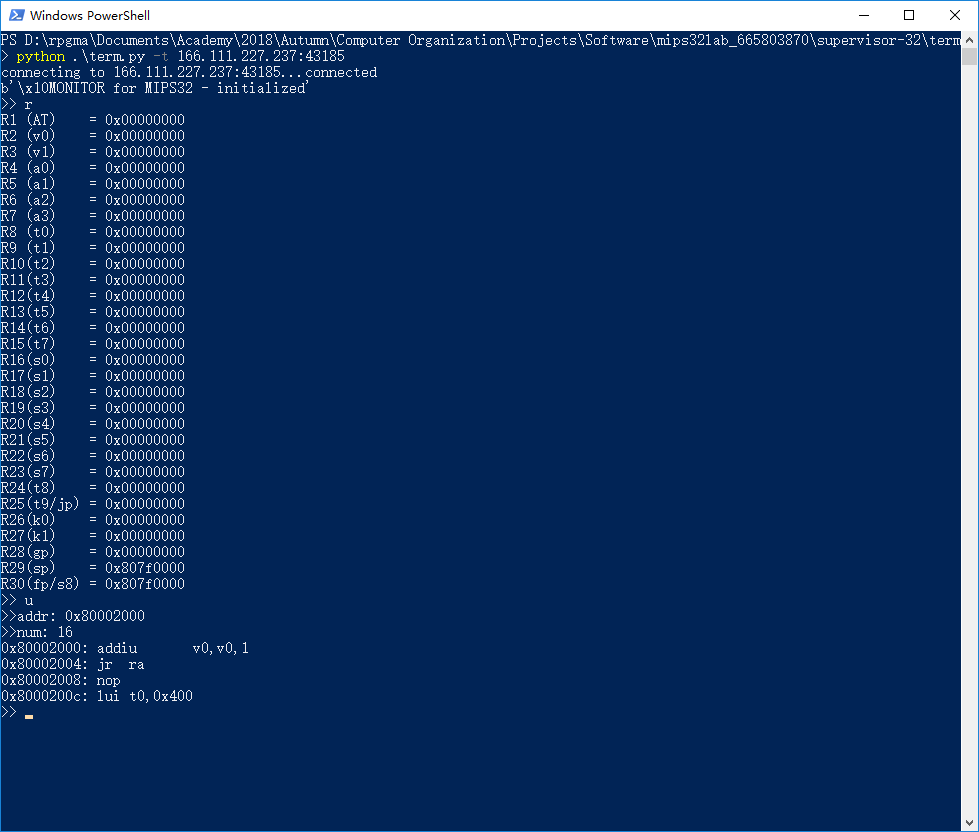 Windows PowerShell
PS D:\rpgma\Documents\Academy\2018\Autumn\Computer Organization\Projects\Software\mips32lab_665803870\supervisor-32\term
> python .\term.py -t 166.111.227.237:43185
connecting to 166.111.227.237:43185...connected
b'\x10MONITOR for MIPS32 - initialized'
>> r
R1 (AT)    = 0x00000000
R2 (v0)    = 0x00000000
R3 (v1)    = 0x00000000
R4 (a0)    = 0x00000000
R5 (a1)    = 0x00000000
R6 (a2)    = 0x00000000
R7 (a3)    = 0x00000000
R8 (t0)    = 0x00000000
R9 (t1)    = 0x00000000
R10(t2)    = 0x00000000
R11(t3)    = 0x00000000
R12(t4)    = 0x00000000
R13(t5)    = 0x00000000
R14(t6)    = 0x00000000
R15(t7)    = 0x00000000
R16(s0)    = 0x00000000
R17(s1)    = 0x00000000
R18(s2)    = 0x00000000
R19(s3)    = 0x00000000
R20(s4)    = 0x00000000
R21(s5)    = 0x00000000
R22(s6)    = 0x00000000
R23(s7)    = 0x00000000
R24(t8)    = 0x00000000
R25(t9/jp) = 0x00000000
R26(k0)    = 0x00000000
R27(k1)    = 0x00000000
R28(gp)    = 0x00000000
R29(sp)    = 0x807f0000
R30(fp/s8) = 0x807f0000
>> u
>>addr: 0x80002000
>>num: 16
0x80002000: addiu       v0,v0,1
0x80002004: jr  ra
0x80002008: nop
0x8000200c: lui t0,0x400
>>